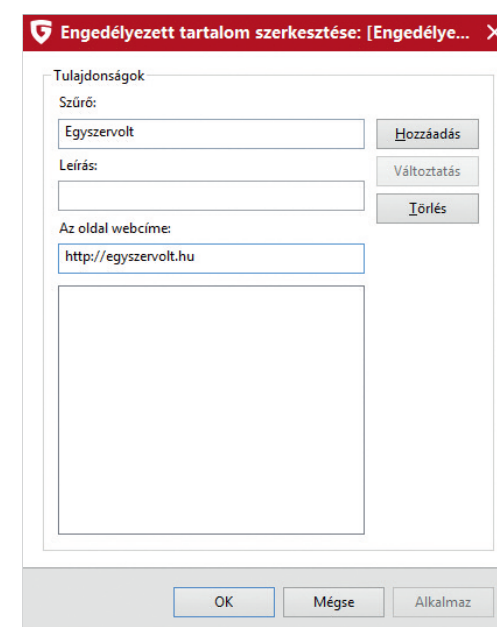 Engedélyezett tartalom szerkesztése: [Engedélye...
Tulajdonságok
Szűrő:
Egyszervolt
Hozzáadás
Leírás:
Változtatás
Törlés
Az oldal webcíme:
http://egyszervolt.hu
OK
Mégse
Alkalmaz